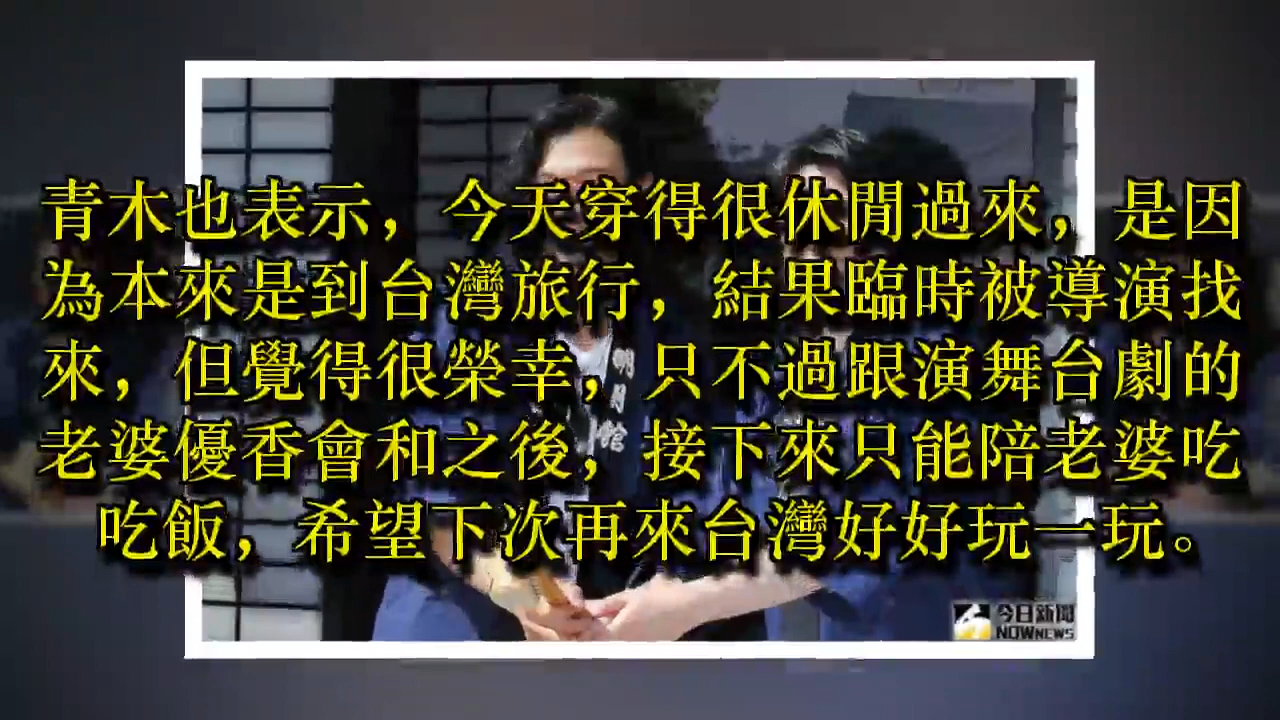 青木也表示，今天穿得很休閒過來，是因
為本來是到台灣旅行，結果臨時被導演找
來，但覺得很榮幸，只不過跟演舞台劇的
老婆優香會和之後，接下來只能陪老婆吃
吃飯，希望下次再來台灣好好玩一玩。
明月
今日新聞
NOWnews